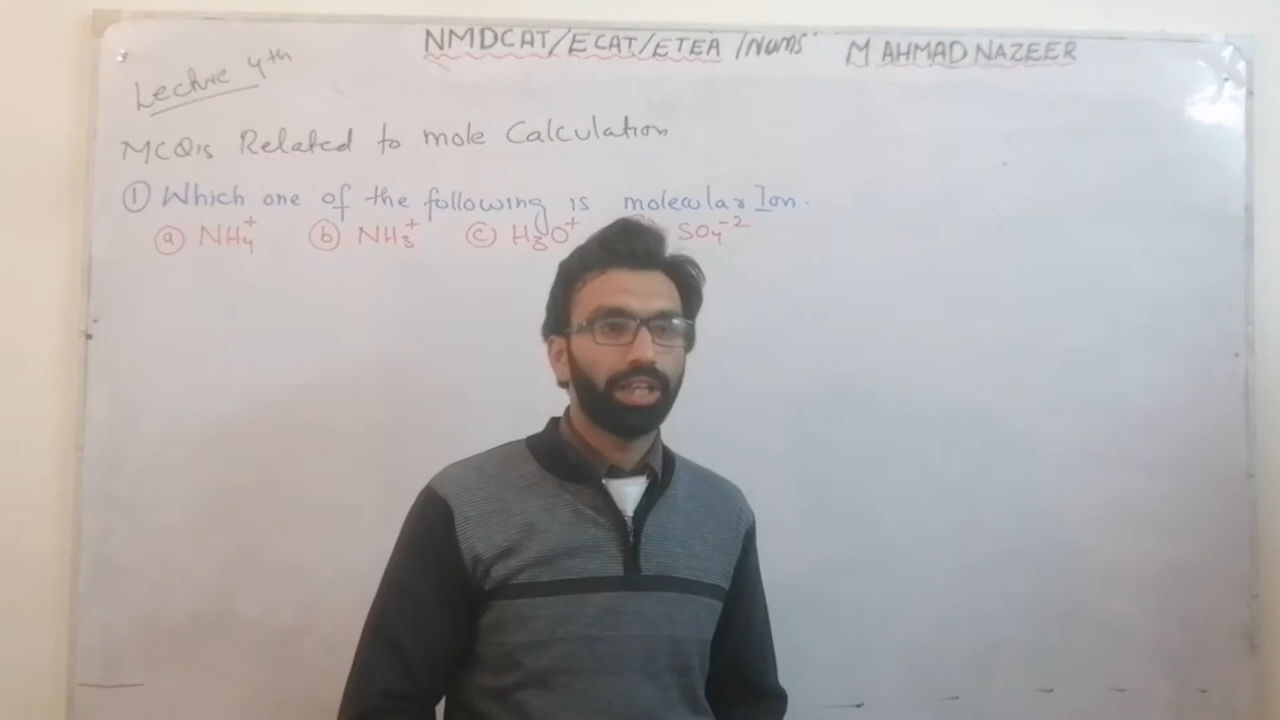 NMDCAT/ECAT/ETEA/NUMS M AHMAD NAZEER
Lecture 4th
MCQ,s Related to mole Calculation
① Which one of the following is molecular Ion.
ⓐ NH₄⁺ ⓑ NH₃⁺ ⓒ H₃O⁺ SO₄⁻²